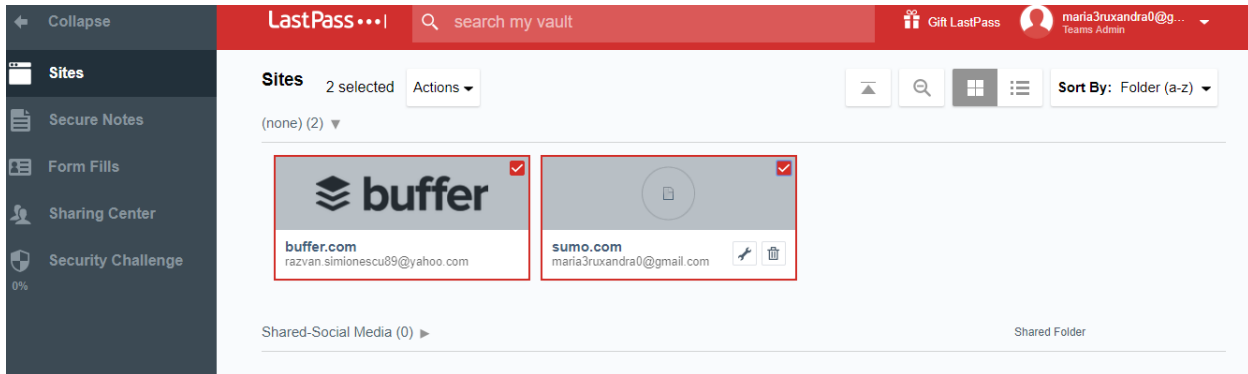 Collapse
LastPass •••|
search my vault
Gift LastPass
maria3ruxandra0@g...
Teams Admin
Sites
Secure Notes
Form Fills
Sharing Center
Security Challenge
0%
Sites
2 selected
Actions
Sort By: Folder (a-z)
(none) (2)
buffer
buffer.com
razvan.simionescu89@yahoo.com
sumo.com
maria3ruxandra0@gmail.com
Shared-Social Media (0)
Shared Folder